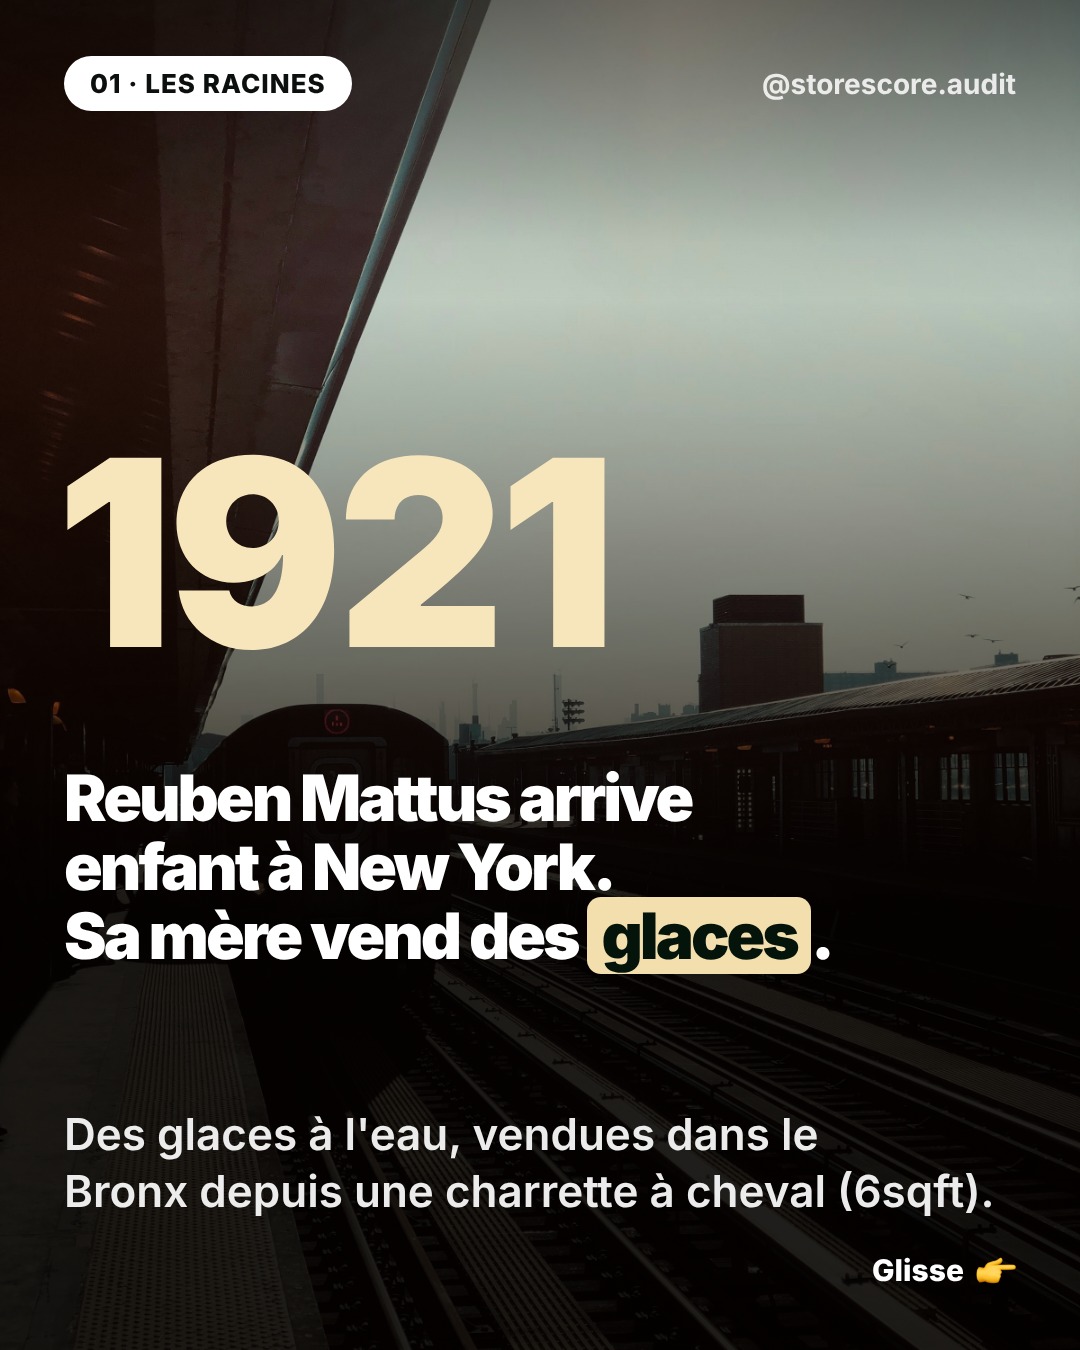 01 · LES RACINES
@storescore.audit
1921
Reuben Mattus arrive
enfant à New York.
Sa mère vend des glaces.
Des glaces à l'eau, vendues dans le
Bronx depuis une charrette à cheval (6sqft).
Glisse 👉